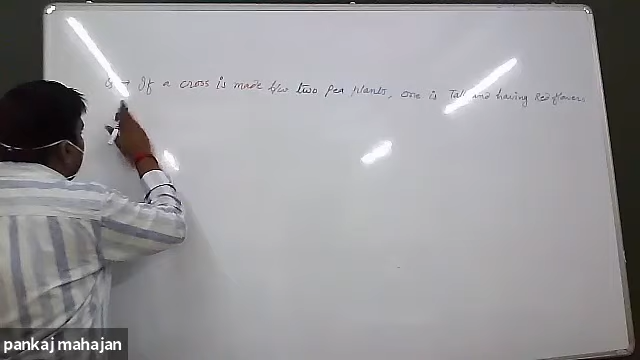 Q → If a cross is made b/w two pea plants, one is Tall and having Red flowers
pankaj mahajan